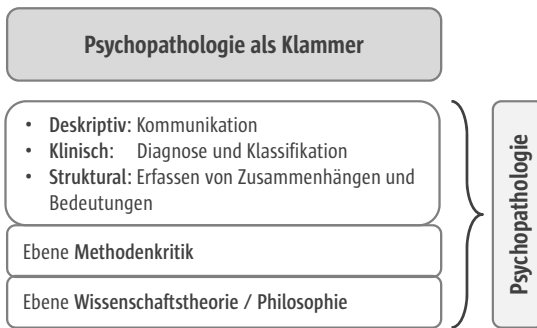 Psychopathologie als Klammer
• Deskriptiv: Kommunikation
• Klinisch: Diagnose und Klassifikation
• Struktural: Erfassen von Zusammenhängen und
Bedeutungen
Ebene Methodenkritik
Ebene Wissenschaftstheorie / Philosophie
Psychopathologie